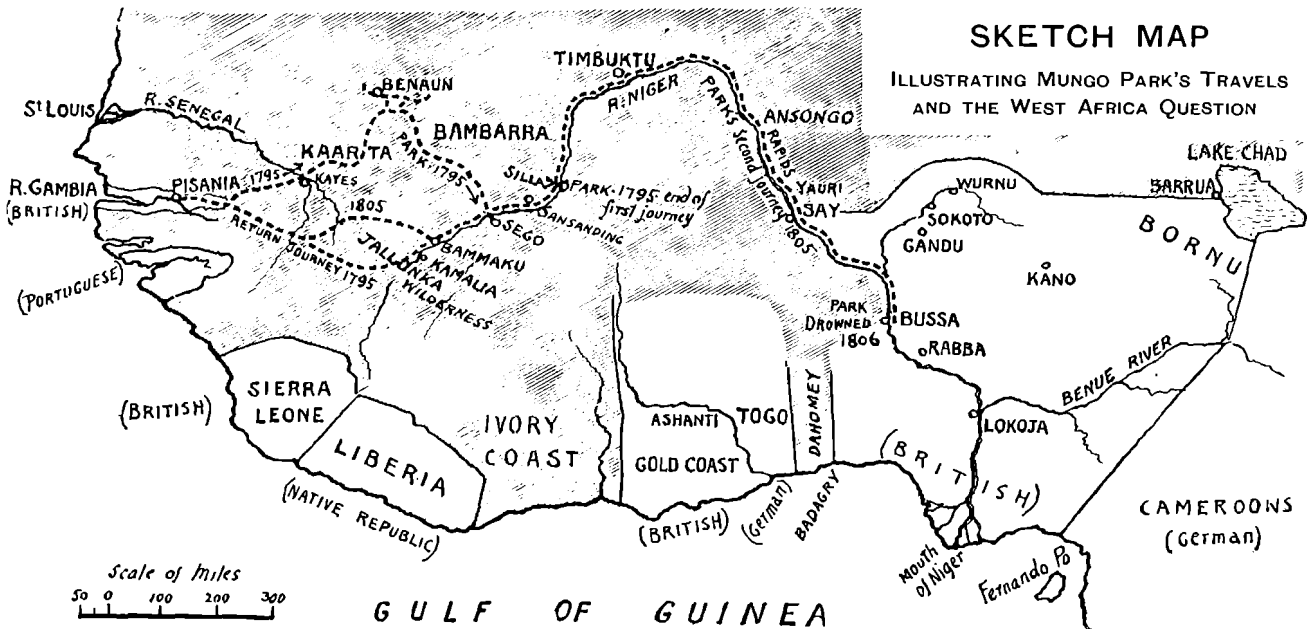 SKETCH MAP
ILLUSTRATING MUNGO PARK'S TRAVELS
AND THE WEST AFRICA QUESTION
TIMBUKTU
BENAUN
R. NIGER
St LOUIS
R. SENEGAL
BAMBARRA
ANSONGO
RAPIDS
PARK'S SECOND JOURNEY 1805
LAKE CHAD
KAARTA
PARK·1795
KAYES
PISANIA·1795
R. GAMBIA
(BRITISH)
SILLA
PARK·1795 end of
first journey
SANSANDING
SEGO
YAURI
SAY
WURNU
BARRUA
SOKOTO
GANDU
BORNU
KANO
1805
RETURN JOURNEY 1795
BAMMAKU
KAMALIA
JALLONKA
WILDERNESS
(PORTUGUESE)
PARK
DROWNED
1806
BUSSA
RABBA
BENUE RIVER
SIERRA
LEONE
(BRITISH)
LIBERIA
(NATIVE REPUBLIC)
IVORY
COAST
ASHANTI
GOLD COAST
(BRITISH)
TOGO
(German)
DAHOMEY
BADAGRY
LOKOJA
(BRITISH)
Mouth
of Niger
Fernando Po
CAMEROONS
(German)
Scale of Miles
50 0 100 200 300
GULF OF GUINEA